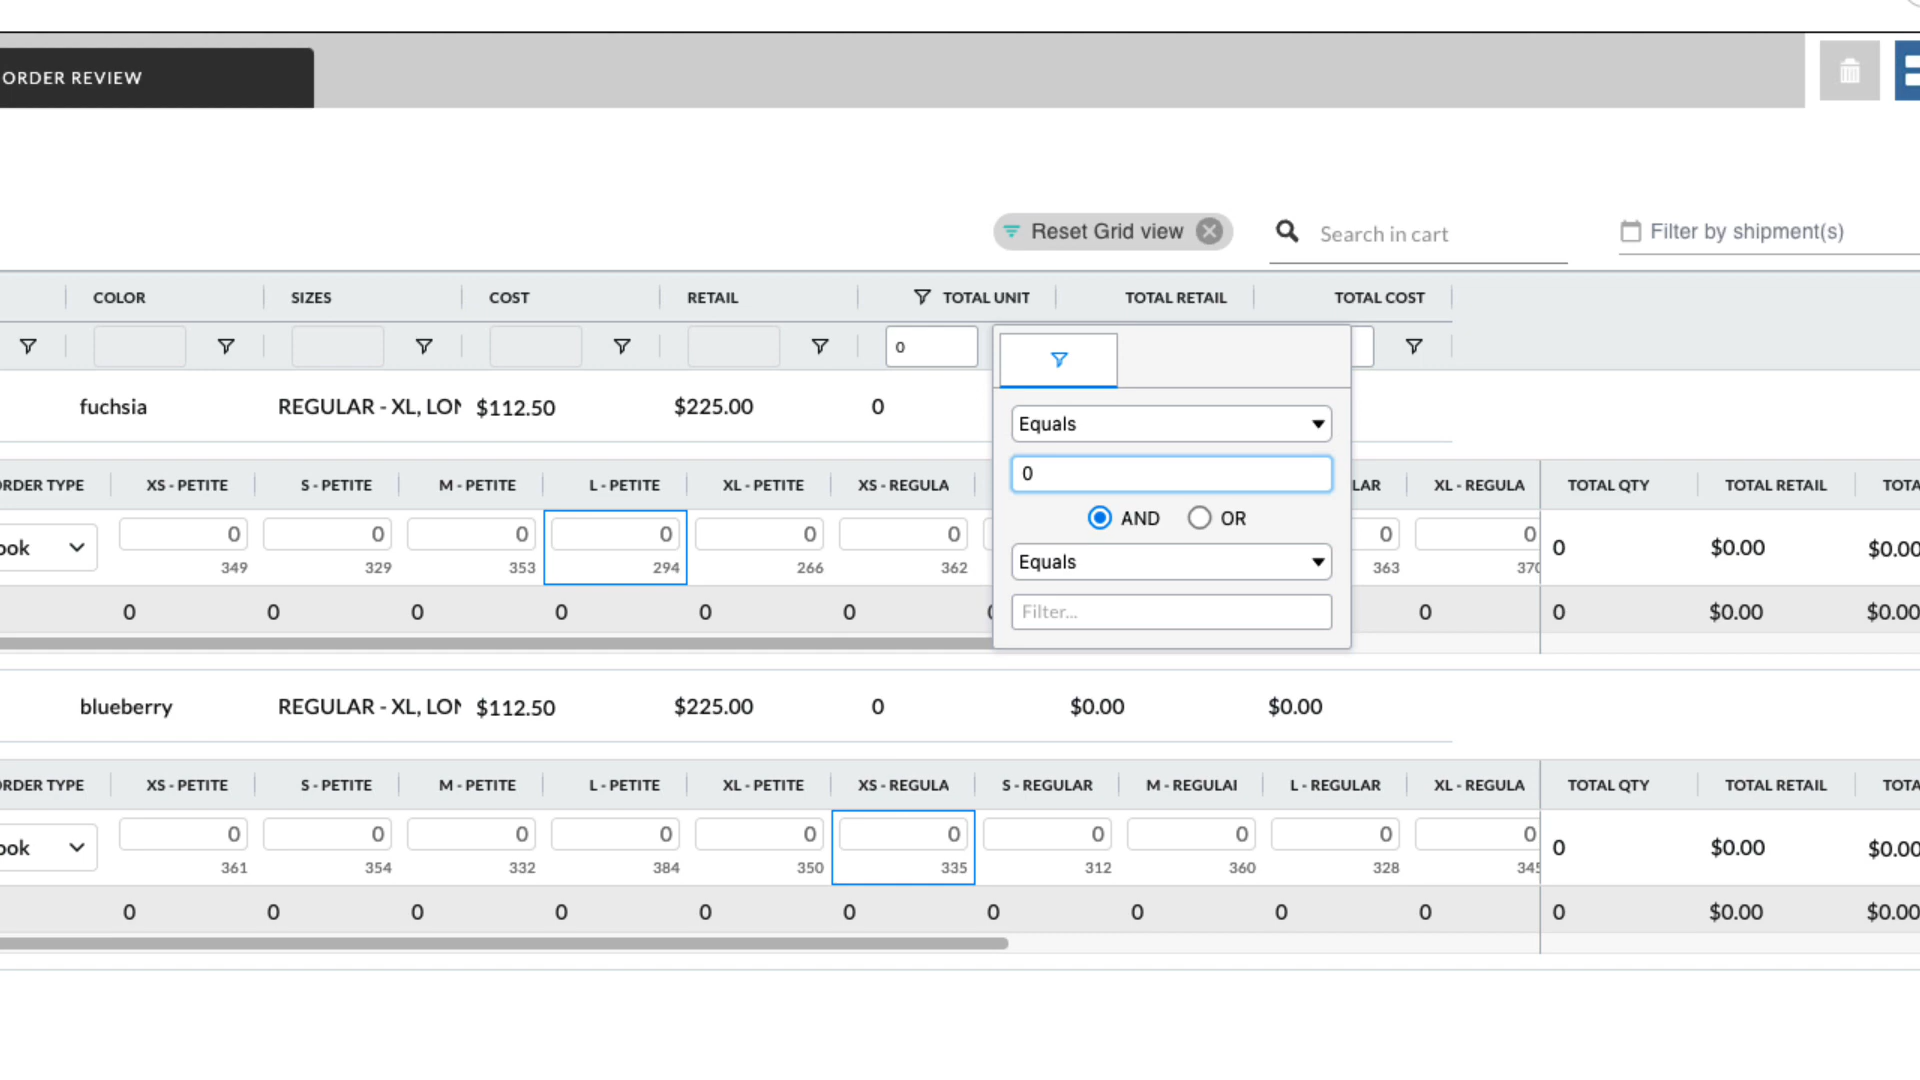 ORDER REVIEW
Reset Grid view
Search in cart
Filter by shipment(s)
COLOR SIZES COST RETAIL TOTAL UNIT TOTAL RETAIL TOTAL COST
0
fuchsia REGULAR - XL, LON $112.50 $225.00 0
Equals
0
AND OR
Equals
Filter...
ORDER TYPE XS - PETITE S - PETITE M - PETITE L - PETITE XL - PETITE XS - REGULA LAR XL - REGULA TOTAL QTY TOTAL RETAIL TOTA
ook 0 0 0 0 0 0 0 0 0 $0.00 $0.00
349 329 353 294 266 362 363 370
0 0 0 0 0 0 0 0 $0.00 $0.00
blueberry REGULAR - XL, LON $112.50 $225.00 0 $0.00 $0.00
ORDER TYPE XS - PETITE S - PETITE M - PETITE L - PETITE XL - PETITE XS - REGULA S - REGULAR M - REGULAI L - REGULAR XL - REGULA TOTAL QTY TOTAL RETAIL TOTA
ook 0 0 0 0 0 0 0 0 0 0 0 $0.00 $0.00
361 354 332 384 350 335 312 360 328 345
0 0 0 0 0 0 0 0 0 0 0 $0.00 $0.00